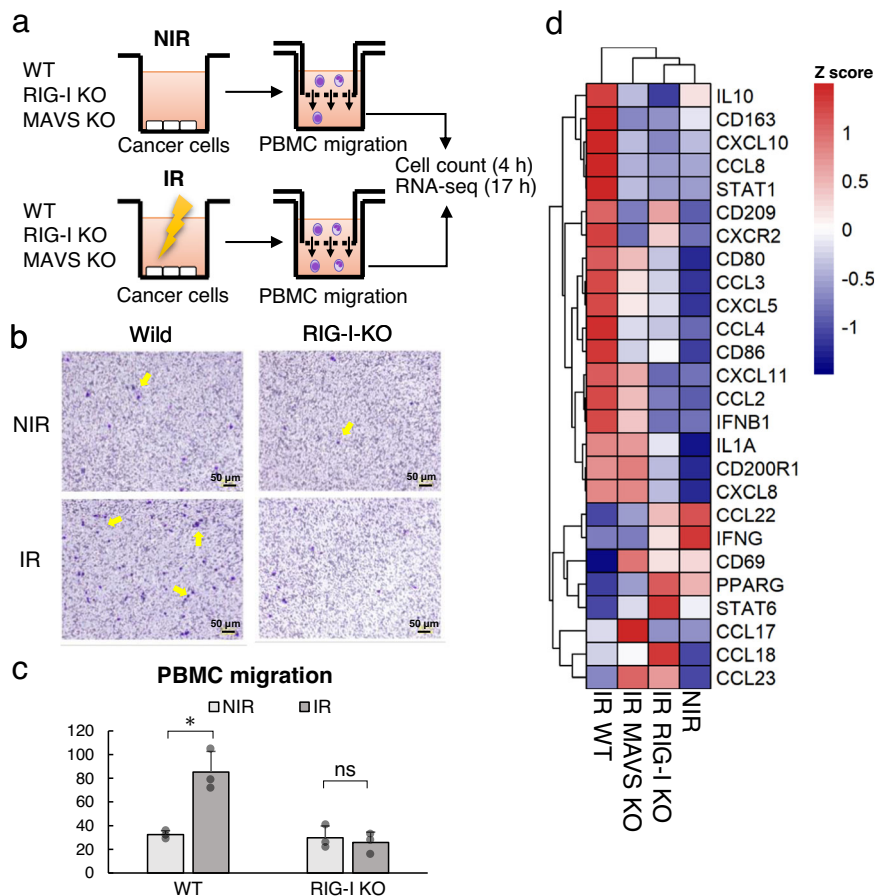 a
NIR
WT
RIG-I KO
MAVS KO
Cancer cells
PBMC migration
Cell count (4 h)
RNA-seq (17 h)
IR
WT
RIG-I KO
MAVS KO
Cancer cells
PBMC migration
b
Wild
RIG-I-KO
NIR
50 µm
50 µm
IR
50 µm
50 µm
c
PBMC migration
NIR
IR
120
100
80
60
40
20
0
*
ns
WT
RIG-I KO
d
Z score
1
0.5
0
-0.5
-1
IL10
CD163
CXCL10
CCL8
STAT1
CD209
CXCR2
CD80
CCL3
CXCL5
CCL4
CD86
CXCL11
CCL2
IFNB1
IL1A
CD200R1
CXCL8
CCL22
IFNG
CD69
PPARG
STAT6
CCL17
CCL18
CCL23
IR WT
IR MAVS KO
IR RIG-I KO
NIR